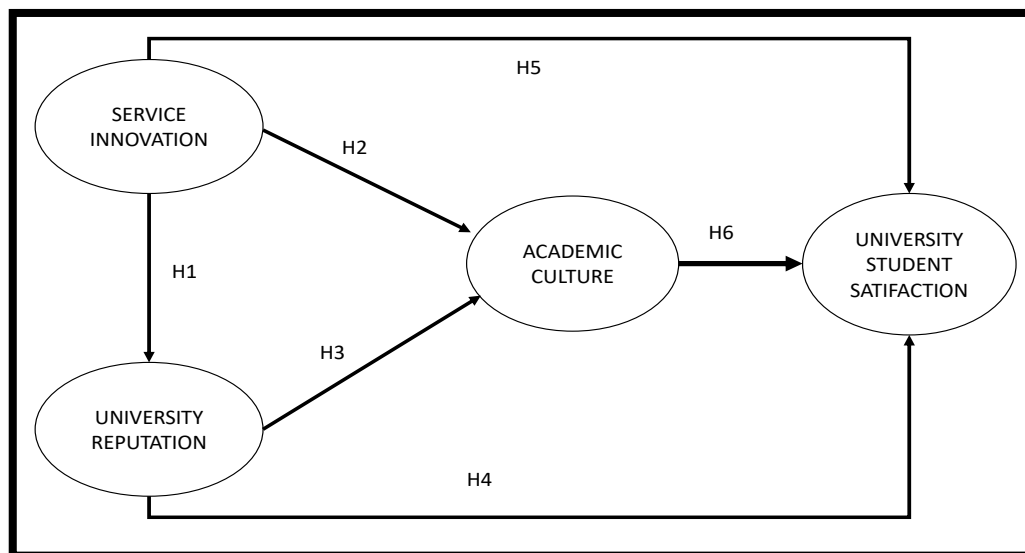 H5
SERVICE
INNOVATION
H2
H1
ACADEMIC
CULTURE
H6
UNIVERSITY
STUDENT
SATIFACTION
H3
UNIVERSITY
REPUTATION
H4